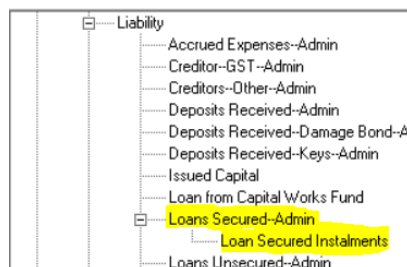 Liability
Accrued Expenses--Admin
Creditor--GST--Admin
Creditors--Other--Admin
Deposits Received--Admin
Deposits Received--Damage Bond--A
Deposits Received--Keys--Admin
Issued Capital
Loan from Capital Works Fund
Loans Secured--Admin
Loan Secured Instalments
Loans Unsecured--Admin